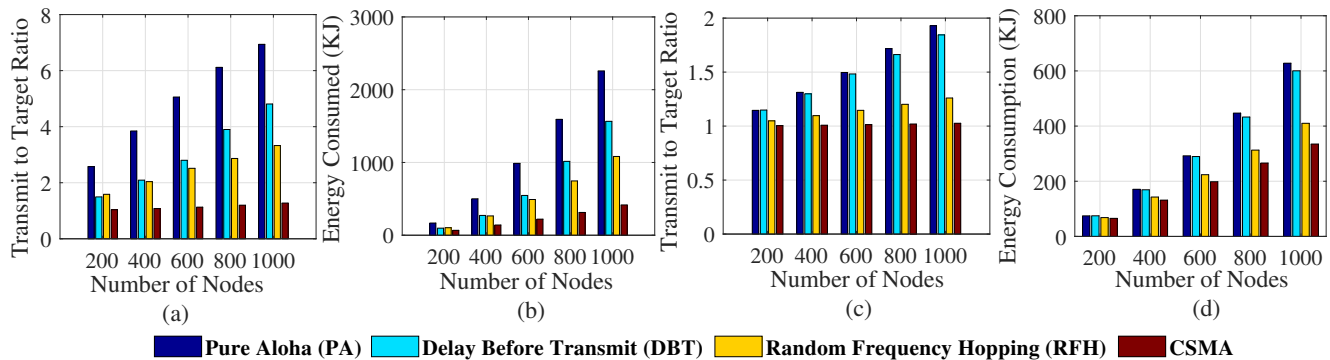 Transmit to Target Ratio
8
6
4
2
0
200 400 600 800 1000
Number of Nodes
(a)
Energy Consumed (KJ)
3000
2000
1000
0
200 400 600 800 1000
Number of Nodes
(b)
Transmit to Target Ratio
2
1.5
1
0.5
0
200 400 600 800 1000
Number of Nodes
(c)
Energy Consumption (KJ)
800
600
400
200
0
200 400 600 800 1000
Number of Nodes
(d)
Pure Aloha (PA) Delay Before Transmit (DBT) Random Frequency Hopping (RFH) CSMA